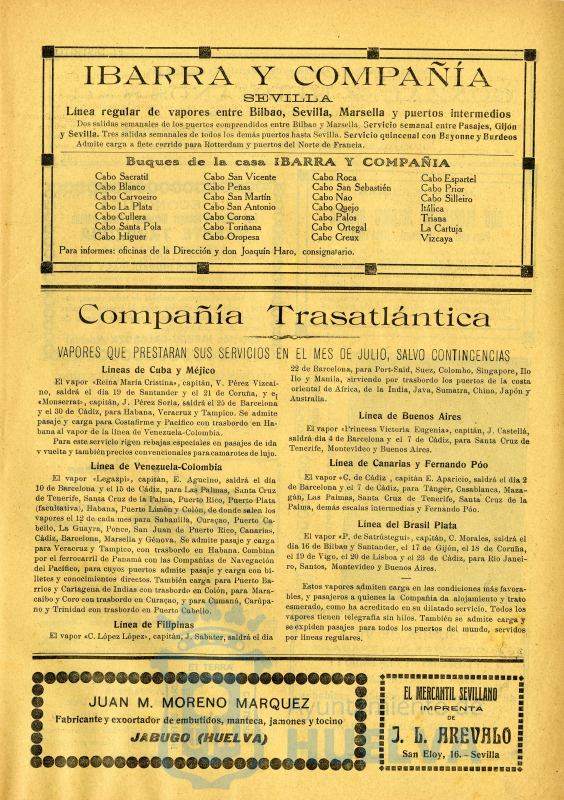 IBARRA Y COMPAÑÍA
SEVILLA
Línea regular de vapores entre Bilbao, Sevilla, Marsella y puertos intermedios
Dos salidas semanales de los puertos comprendidos entre Bilbao y Marsella. Servicio semanal entre Pasajes, Gijón
y Sevilla. Tres salidas semanales de todos los demás puertos hasta Sevilla. Servicio quincenal con Bayonne y Burdeos
Admite carga a flete corrido para Rotterdam y puertos del Norte de Francia.
Buques de la casa IBARRA Y COMPAÑIA
Cabo Sacratil
Cabo Blanco
Cabo Carvoeiro
Cabo La Plata
Cabo Cullera
Cabo Santa Pola
Cabo Higuer
Cabo San Vicente
Cabo Peñas
Cabo San Martín
Cabo San Antonio
Cabo Corona
Cabo Toriñana
Cabo Oropesa
Cabo Roca
Cabo San Sebastién
Cabo Nao
Cabo Quejo
Cabo Palos
Cabo Ortegal
Cabo Creux
Cabo Espartel
Cabo Prior
Cabo Silleiro
Itálica
Triana
La Cartuja
Vizcaya
Para informes: oficinas de la Dirección y don Joaquín Haro, consignatario.
Compañía Trasatlántica
VAPORES QUE PRESTARAN SUS SERVICIOS EN EL MES DE JULIO, SALVO CONTINGENCIAS
Líneas de Cuba y Méjico
El vapor «Reina María Cristina», capitán, V. Pérez Vizcai-
no, saldrá el día 19 de Santander y el 21 de Coruña, y e¡
«Monserat», capitán, J. Pérez Sorla, saldrá el 25 de Barcelona
y el 30 de Cádiz, para Habana, Veracruz y Tampico. Se admite
pasaje y carga para Costafirme y Pacífico con trasbordo en Ha-
bana al vapor de la línea de Venezuela-Colombia.
Para este servicio rigen rebajas especiales en pasajes de ida
v vuelta y también precios convencionales para camarotes de lujo.
Línea de Venezuela-Colombia
El vapor «Legazpi», capitán, E. Agucino, saldrá el día
10 de Barcelona y el 15 de Cádiz, para Las Palmas, Santa Cruz
de Tenerife, Santa Cruz de la Palma, Puerto Rico, Puerto Plata
(facultativa), Habana, Puerto Limón y Colón, de donde salen los
vapores el 12 de cada mes para Sabanilla, Curaçao, Puerto Ca-
bello, La Guayra, Ponce, San Juan de Puerto Rico, Canarias,
Cádiz, Barcelona, Marsella y Génova. Se admite pasaje y carga
para Veracruz y Tampico, con trasbordo en Habana. Combina
por el ferrocarril de Panamá con las Compañías de Navegación
del Pacífico, para cuyos puertos admite pasaje y carga con bi-
lletes y conocimientos directos. También carga para Puerto Ba-
rrios y Cartagena de Indias con trasbordo en Colón, para Mara-
caibo y Coro con trasbordo en Curaçao, y para Cumaná, Carúpa-
no y Trinidad con trasbordo en Puerto Cabello.
Línea de Filipinas
El vapor «C. López López», capitán, J. Sabater, saldrá el día
22 de Barcelona, para Port-Said, Suez, Colombo, Singapore, Ilo
Ilo y Manila, sirviendo por trasbordo los puertos de la costa
oriental de Africa, de la India, Java, Sumatra, China, Japón y
Australia.
Línea de Buenos Aires
El vapor «Princesa Victoria Eugenia», capitán, J. Castellá,
saldrá día 4 de Barcelona y el 7 de Cádiz, para Santa Cruz de
Tenerife, Montevideo y Buenos Aires.
Línea de Canarias y Fernando Póo
El vapor «C. de Cádiz , capitán E. Aparicio, saldrá el día 2
de Barcelona y el 7 de Cádiz, para Tánger, Casablanca, Maza-
gán, Las Palmas, Santa Cruz de Tenerife, Santa Cruz de la
Palma, demás escalas intermedias y Fernando Póo.
Línea del Brasil Plata
El vapor «P. de Satrústegui», capitán, C. Morales, saldrá el
día 16 de Bilbao y Santander, el 17 de Gijón, el 18 de Coruña,
el 19 de Vigo, el 20 de Lisboa y el 23 de Cádiz, para Río Janei-
ro, Santos, Montevideo y Buenos Aires.
Estos vapores admiten carga en las condiciones más favora-
bles, y pasajeros a quienes la Compañía da alojamiento y trato
esmerado, como ha acreditado en su dilatado servicio. Todos los
vapores tienen telegrafía sin hilos. También se admite carga y
se expiden pasajes para todos los puertos del mundo, servidos
por líneas regulares.
JUAN M. MORENO MARQUEZ
Fabricante y exportador de embutidos, manteca, jamones y tocino
JABUGO (HUELVA)
EL MERCANTIL SEVILLANO
IMPRENTA
DE
J. L. AREVALO
San Eloy, 16.-Sevilla